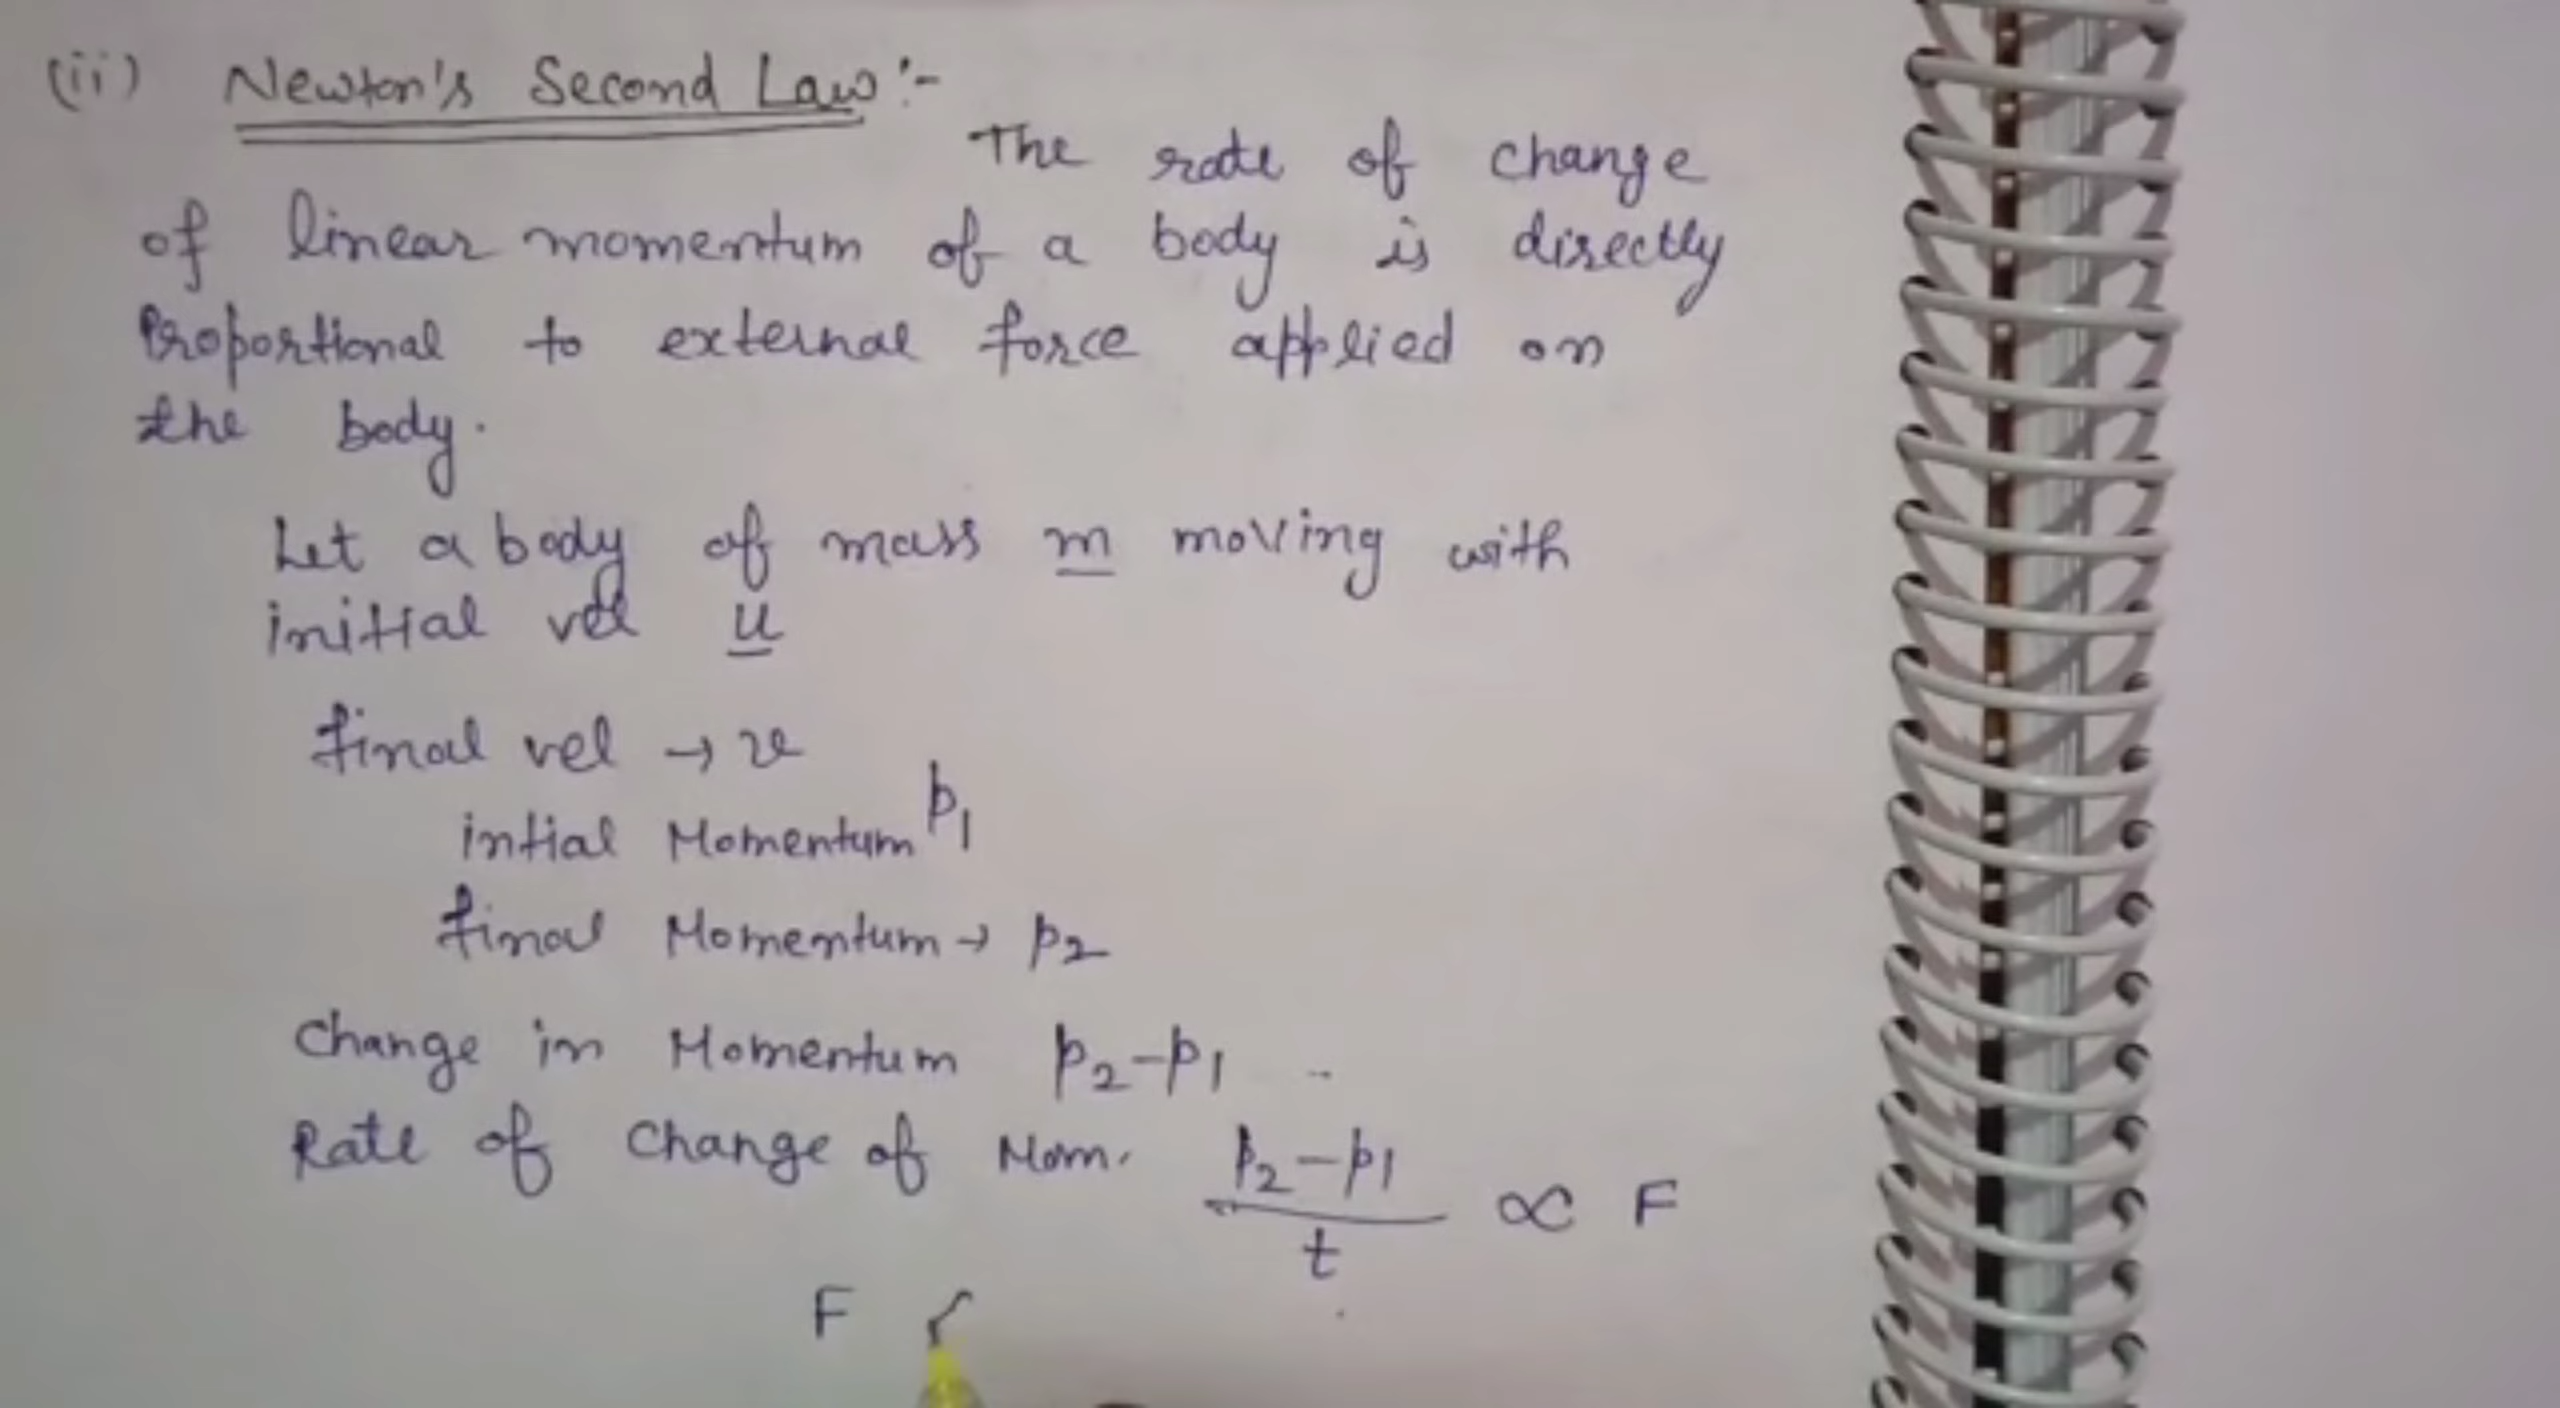 (ii) Newton's Second Law :-
The rate of change
of linear momentum of a body is directly
Proportional to external force applied on
the body.
Let a body of mass m moving with
initial vel u
final vel → v
intial Momentum p1
final Momentum → p2
Change in Momentum p2-p1
Rate of change of Mom. p2-p1/t ∝ F
F